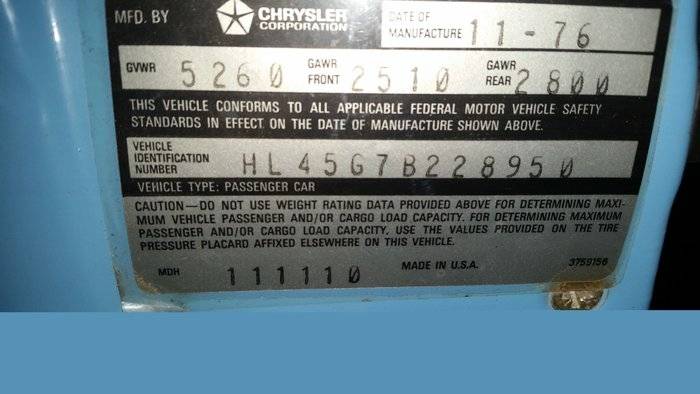 MFD. BY CHRYSLER CORPORATION DATE OF MANUFACTURE 11-76
GVWR 5260 GAWR FRONT 2510 GAWR REAR 2800
THIS VEHICLE CONFORMS TO ALL APPLICABLE FEDERAL MOTOR VEHICLE SAFETY
STANDARDS IN EFFECT ON THE DATE OF MANUFACTURE SHOWN ABOVE.
VEHICLE IDENTIFICATION NUMBER HL45G7B228950
VEHICLE TYPE: PASSENGER CAR
CAUTION—DO NOT USE WEIGHT RATING DATA PROVIDED ABOVE FOR DETERMINING MAXI-
MUM VEHICLE PASSENGER AND/OR CARGO LOAD CAPACITY. FOR DETERMINING MAXIMUM
PASSENGER AND/OR CARGO LOAD CAPACITY, USE THE VALUES PROVIDED ON THE TIRE
PRESSURE PLACARD AFFIXED ELSEWHERE ON THIS VEHICLE.
MDH 111110 MADE IN U.S.A. 3759156